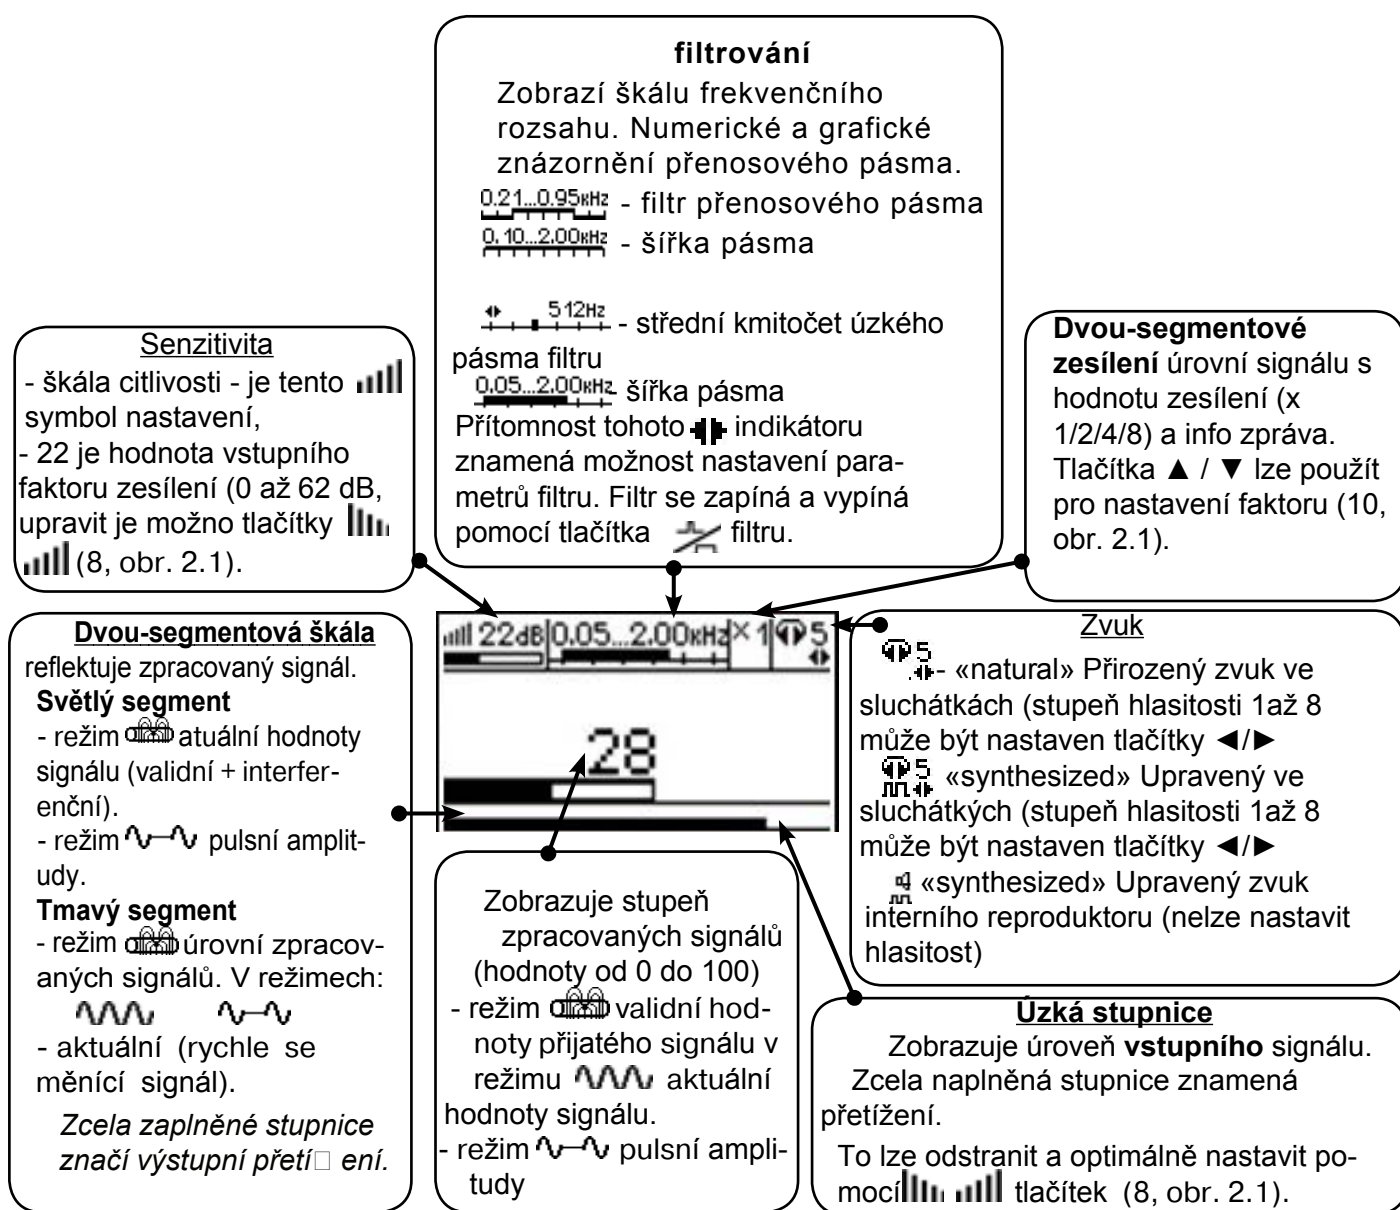 filtrování
Zobrazí škálu frekvenčního
rozsahu. Numerické a grafické
znázornění přenosového pásma.
0.21...0.95кHz - filtr přenosového pásma
0.10...2.00кHz - šířka pásma
512Hz - střední kmitočet úzkého
pásma filtru
0.05...2.00кHz - šířka pásma
Přítomnost tohoto indikátoru
znamená možnost nastavení para-
metrů filtru. Filtr se zapíná a vypíná
pomocí tlačítka filtru.
Senzitivita
- škála citlivosti - je tento
symbol nastavení,
- 22 je hodnota vstupního
faktoru zesílení (0 až 62 dB,
upravit je možno tlačítky
(8, obr. 2.1).
Dvou-segmentové
zesílení úrovní signálu s
hodnotu zesílení (x
1/2/4/8) a info zpráva.
Tlačítka ▲ / ▼ lze použít
pro nastavení faktoru (10,
obr. 2.1).
Dvou-segmentová škála
reflektuje zpracovaný signál.
Světlý segment
- režim atuální hodnoty
signálu (validní + interfer-
enční).
- režim pulsní amplit-
udy.
Tmavý segment
- režim úrovní zpracov-
aných signálů. V režimech:
- aktuální (rychle se
měnící signál).
Zcela zaplněné stupnice
značí výstupní přetí□ ení.
22dB 0.05...2.00кHz × 1 5
28
Zvuk
5
- «natural» Přirozený zvuk ve
sluchátkách (stupeň hlasitosti 1až 8
může být nastaven tlačítky ◄/►
5 «synthesized» Upravený ve
sluchátkých (stupeň hlasitosti 1až 8
může být nastaven tlačítky ◄/►
«synthesized» Upravený zvuk
interního reproduktoru (nelze nastavit
hlasitost)
Zobrazuje stupeň
zpracovaných signálů
(hodnoty od 0 do 100)
- režim validní hod-
noty přijatého signálu v
režimu aktuální
hodnoty signálu.
- režim pulsní ampli-
tudy
Úzká stupnice
Zobrazuje úroveň vstupního signálu.
Zcela naplněná stupnice znamená
přetížení.
To lze odstranit a optimálně nastavit po-
mocí tlačítek (8, obr. 2.1).